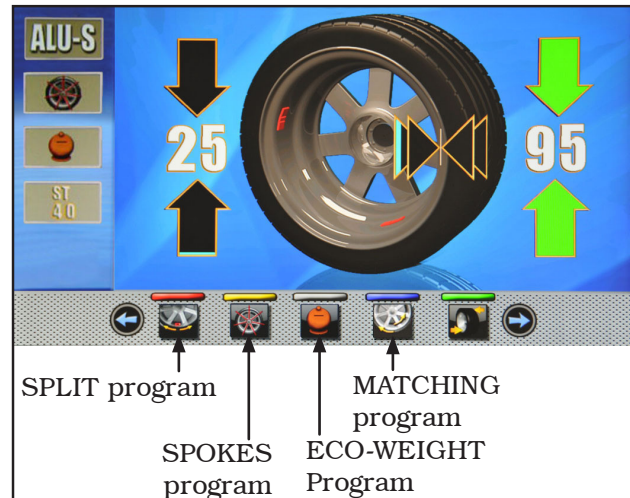 ALU-S
25
95
ST
40
SPLIT program
MATCHING
program
SPOKES
program
ECO-WEIGHT
Program